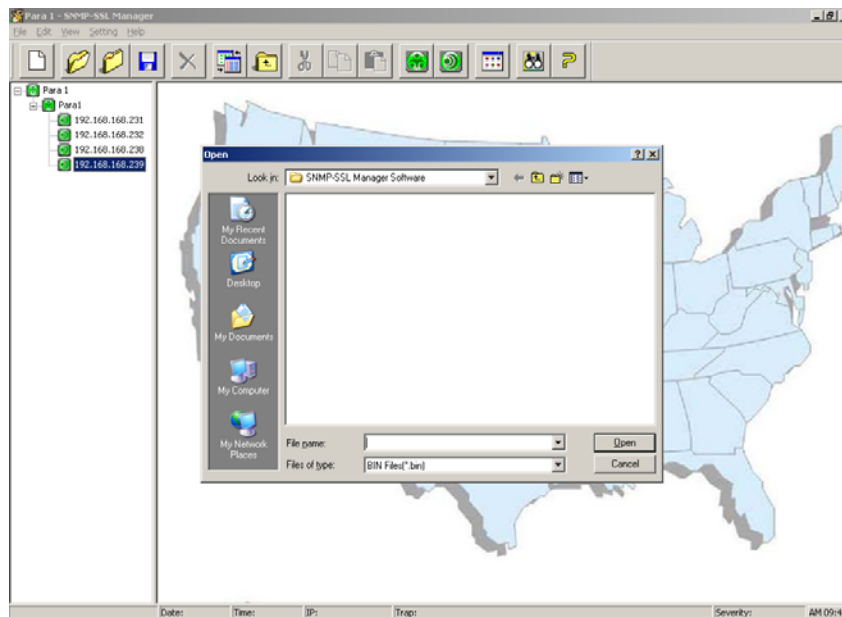 Para 1 - SNMP-SSL Manager
File Edit View Setting Help
Para 1
Para1
192.168.168.231
192.168.168.232
192.168.168.238
192.168.168.239
Open
Look in:
SNMP-SSL Manager Software
My Recent
Documents
Desktop
My Documents
My Computer
My Network
Places
File name:
Open
Files of type:
BIN Files(*.bin)
Cancel
Date: Time: IP: Trap: Severity: AM 09:4